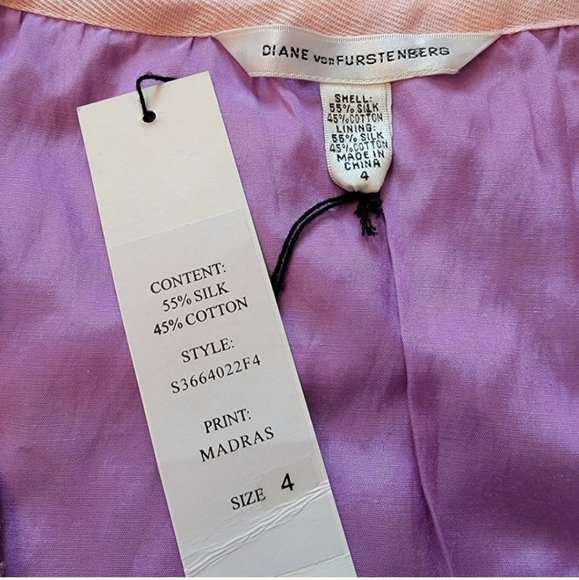 DIANE von FURSTENBERG
SHELL:
55% SILK
45% COTTON
LINING:
55% SILK
45% COTTON
MADE IN
CHINA
4
CONTENT:
55% SILK
45% COTTON
STYLE:
S3664022F4
PRINT:
MADRAS
SIZE 4